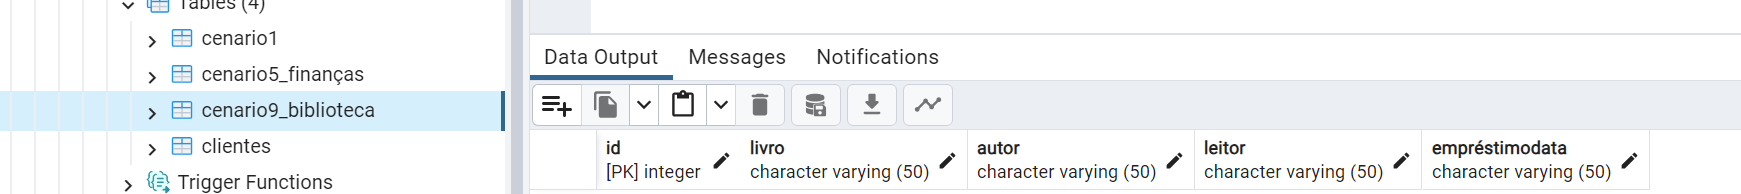 Tables (4)
cenario1
cenario5_finanças
cenario9_biblioteca
clientes
Trigger Functions
Data Output Messages Notifications
id livro autor leitor empréstimodata
[PK] integer character varying (50) character varying (50) character varying (50) character varying (50)